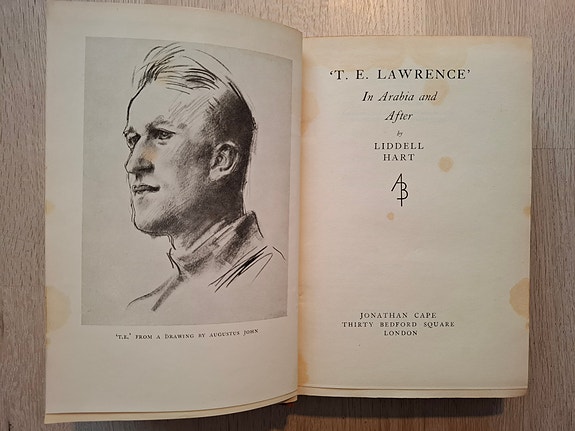 'T.E.' FROM A DRAWING BY AUGUSTUS JOHN
'T. E. LAWRENCE'
In Arabia and
After
by
LIDDELL
HART
AB
JONATHAN CAPE
THIRTY BEDFORD SQUARE
LONDON